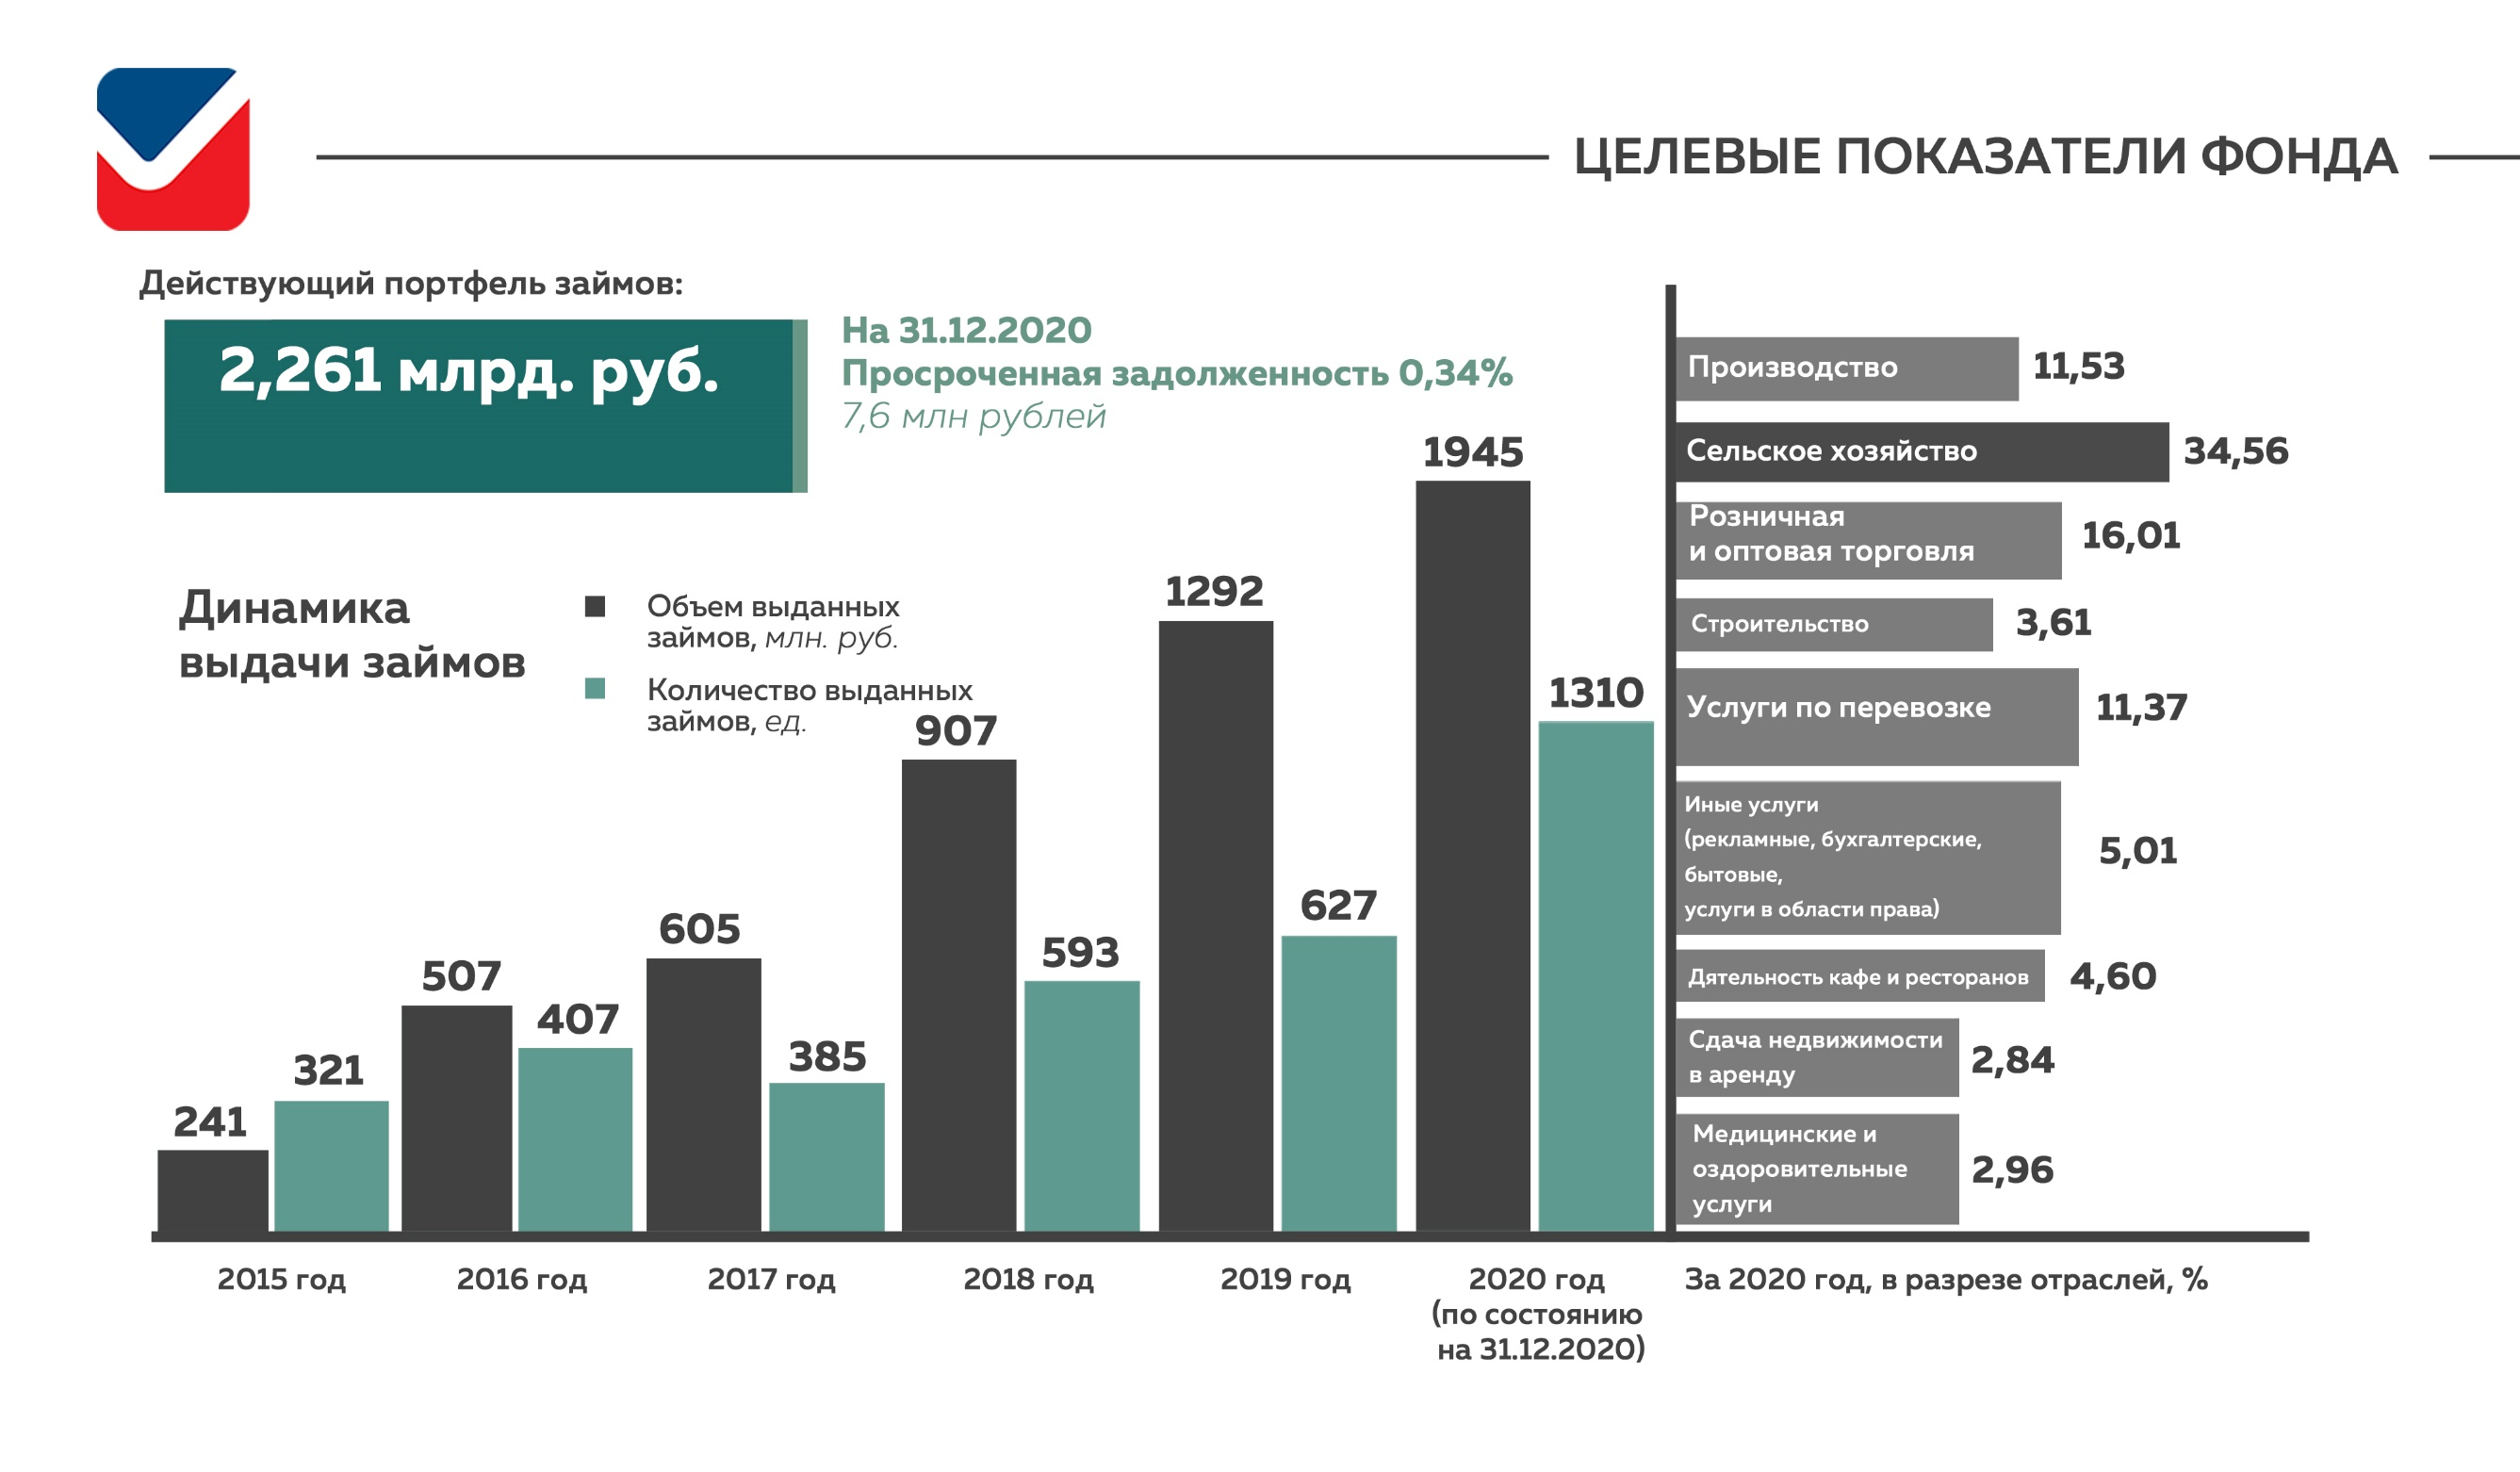 ЦЕЛЕВЫЕ ПОКАЗАТЕЛИ ФОНДА
Действующий портфель займов:
2,261 млрд. руб.
На 31.12.2020
Просроченная задолженность 0,34%
7,6 млн рублей
Динамика
выдачи займов
Объем выданных
займов, млн. руб.
Количество выданных
займов, ед.
241
321
507
407
605
385
907
593
1292
627
1945
1310
2015 год
2016 год
2017 год
2018 год
2019 год
2020 год
(по состоянию
на 31.12.2020)
Производство
11,53
Сельское хозяйство
34,56
Розничная
и оптовая торговля
16,01
Строительство
3,61
Услуги по перевозке
11,37
Иные услуги
(рекламные, бухгалтерские,
бытовые,
услуги в области права)
5,01
Дятельность кафе и ресторанов
4,60
Сдача недвижимости
в аренду
2,84
Медицинские и
оздоровительные
услуги
2,96
За 2020 год, в разрезе отраслей, %